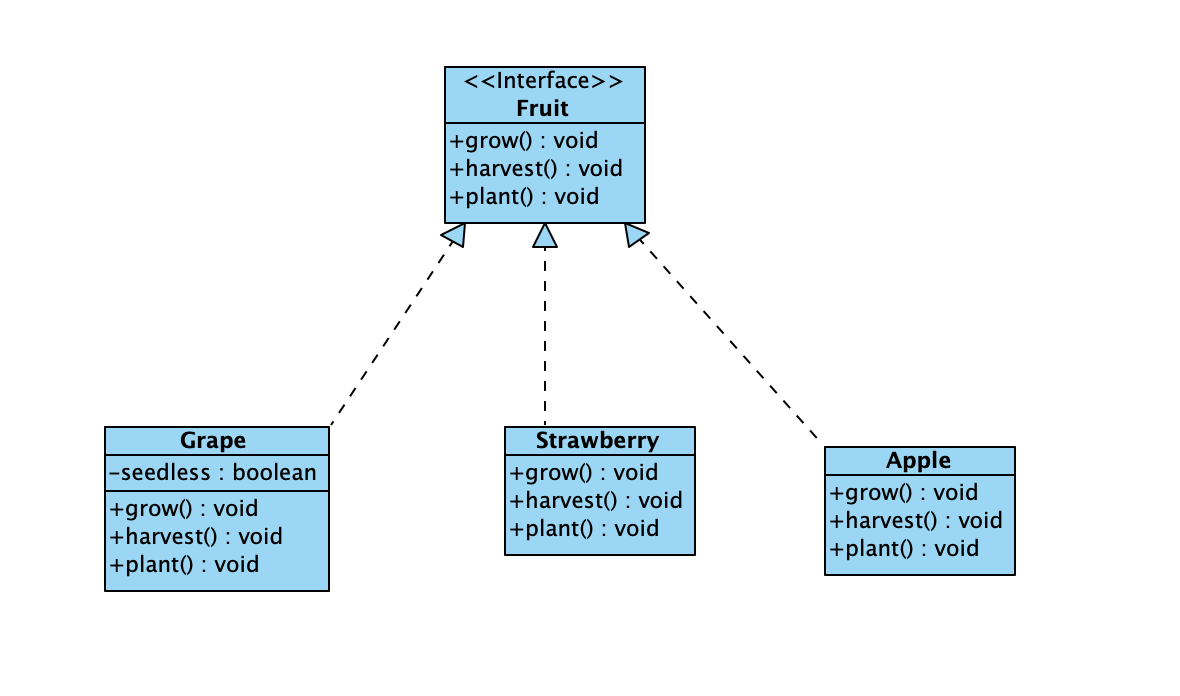 <<Interface>>
Fruit
+grow() : void
+harvest() : void
+plant() : void
Grape
-seedless : boolean
+grow() : void
+harvest() : void
+plant() : void
Strawberry
+grow() : void
+harvest() : void
+plant() : void
Apple
+grow() : void
+harvest() : void
+plant() : void